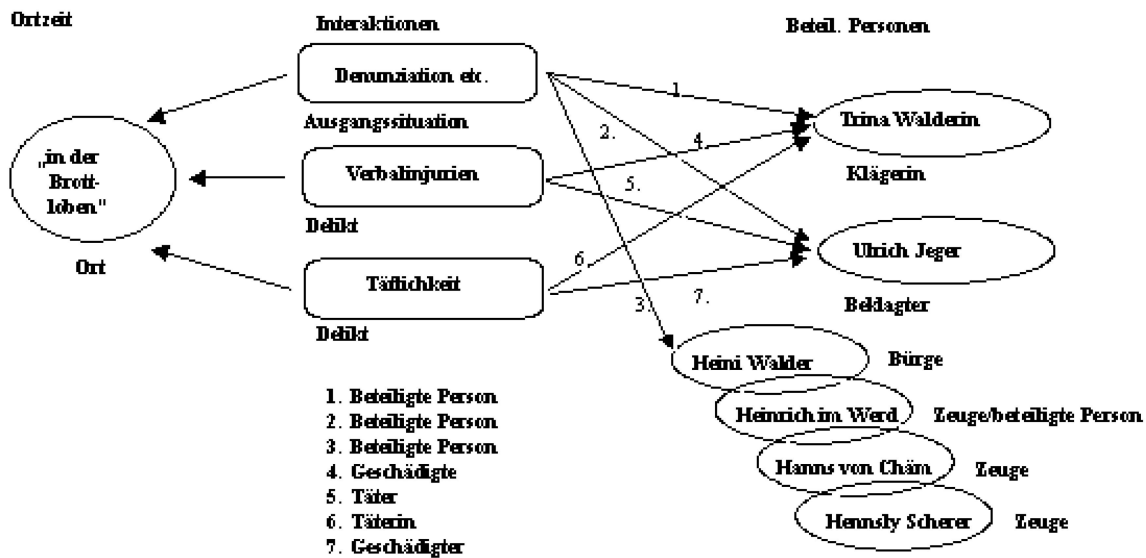 Ortzeit
Interaktionen
Beteil. Personen
Denunziation etc.
Ausgangssituation
1.
2.
4.
Trina Walderin
Klägerin
„in der
Brott-
loben“
Ort
Verbalinjurien
Delikt
5.
Ulrich Jeger
Beklagter
Tätlichkeit
Delikt
6.
3.
7.
Heini Walder
Bürge
Heinrich im Werd
Zeuge/beteiligte Person
Hanns von Chäm
Zeuge
Hennsly Scherer
Zeuge
1. Beteiligte Person
2. Beteiligte Person
3. Beteiligte Person
4. Geschädigte
5. Täter
6. Täterin
7. Geschädigter